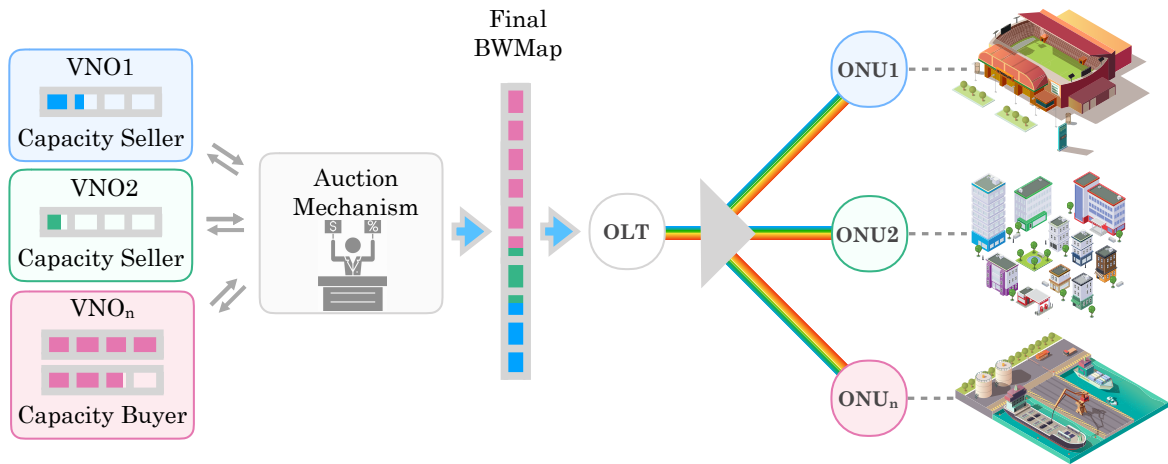 VNO1
Capacity Seller
VNO2
Capacity Seller
VNOₙ
Capacity Buyer
Auction
Mechanism
$ %
Final
BWMap
OLT
ONU1
ONU2
ONUₙ